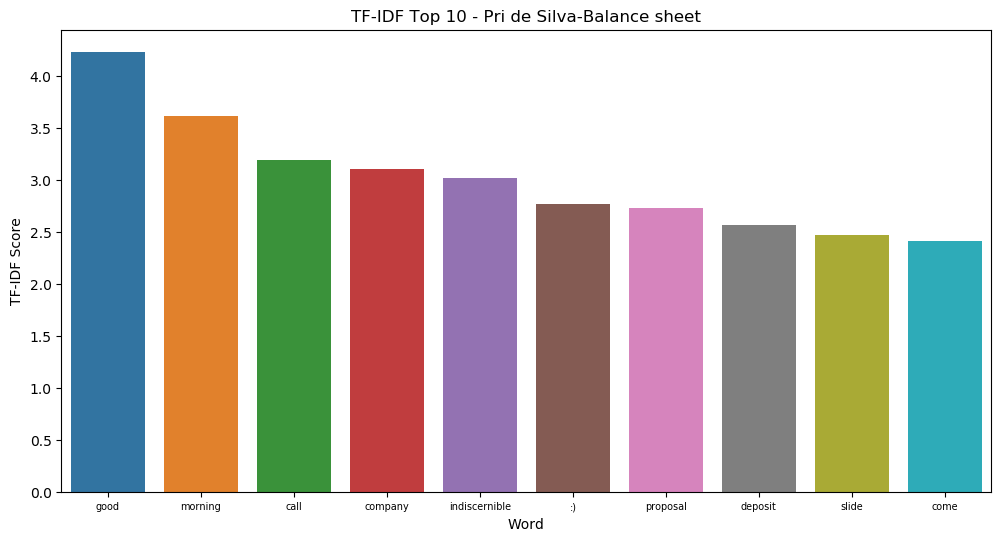 TF-IDF Top 10 - Pri de Silva-Balance sheet
TF-IDF Score
4.0
3.5
3.0
2.5
2.0
1.5
1.0
0.5
0.0
good morning call company indiscernible :) proposal deposit slide come
Word